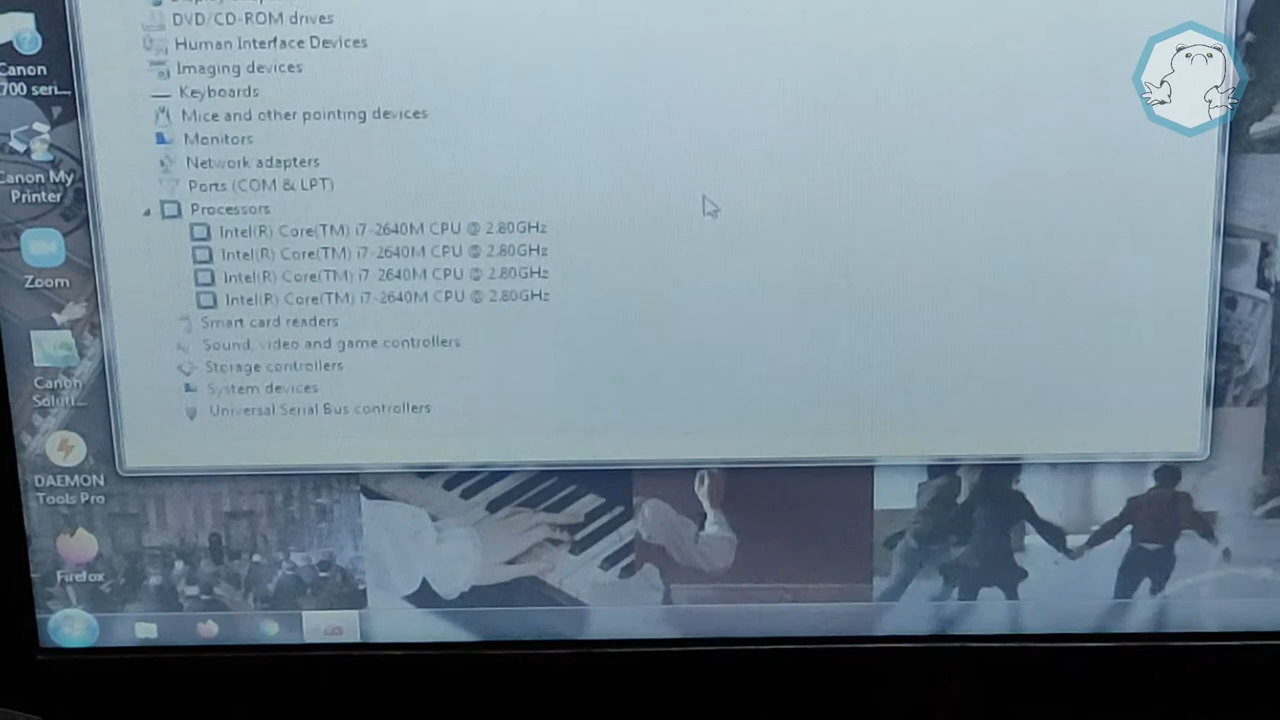 DVD/CD-ROM drives
Human Interface Devices
Imaging devices
Keyboards
Mice and other pointing devices
Monitors
Network adapters
Ports (COM & LPT)
Processors
Intel(R) Core(TM) i7-2640M CPU @ 2.80GHz
Intel(R) Core(TM) i7-2640M CPU @ 2.80GHz
Intel(R) Core(TM) i7-2640M CPU @ 2.80GHz
Intel(R) Core(TM) i7-2640M CPU @ 2.80GHz
Smart card readers
Sound, video and game controllers
Storage controllers
System devices
Universal Serial Bus controllers
Canon
700 seri...
Canon My
Printer
Zoom
Canon
Soluti...
DAEMON
Tools Pro
Firefox